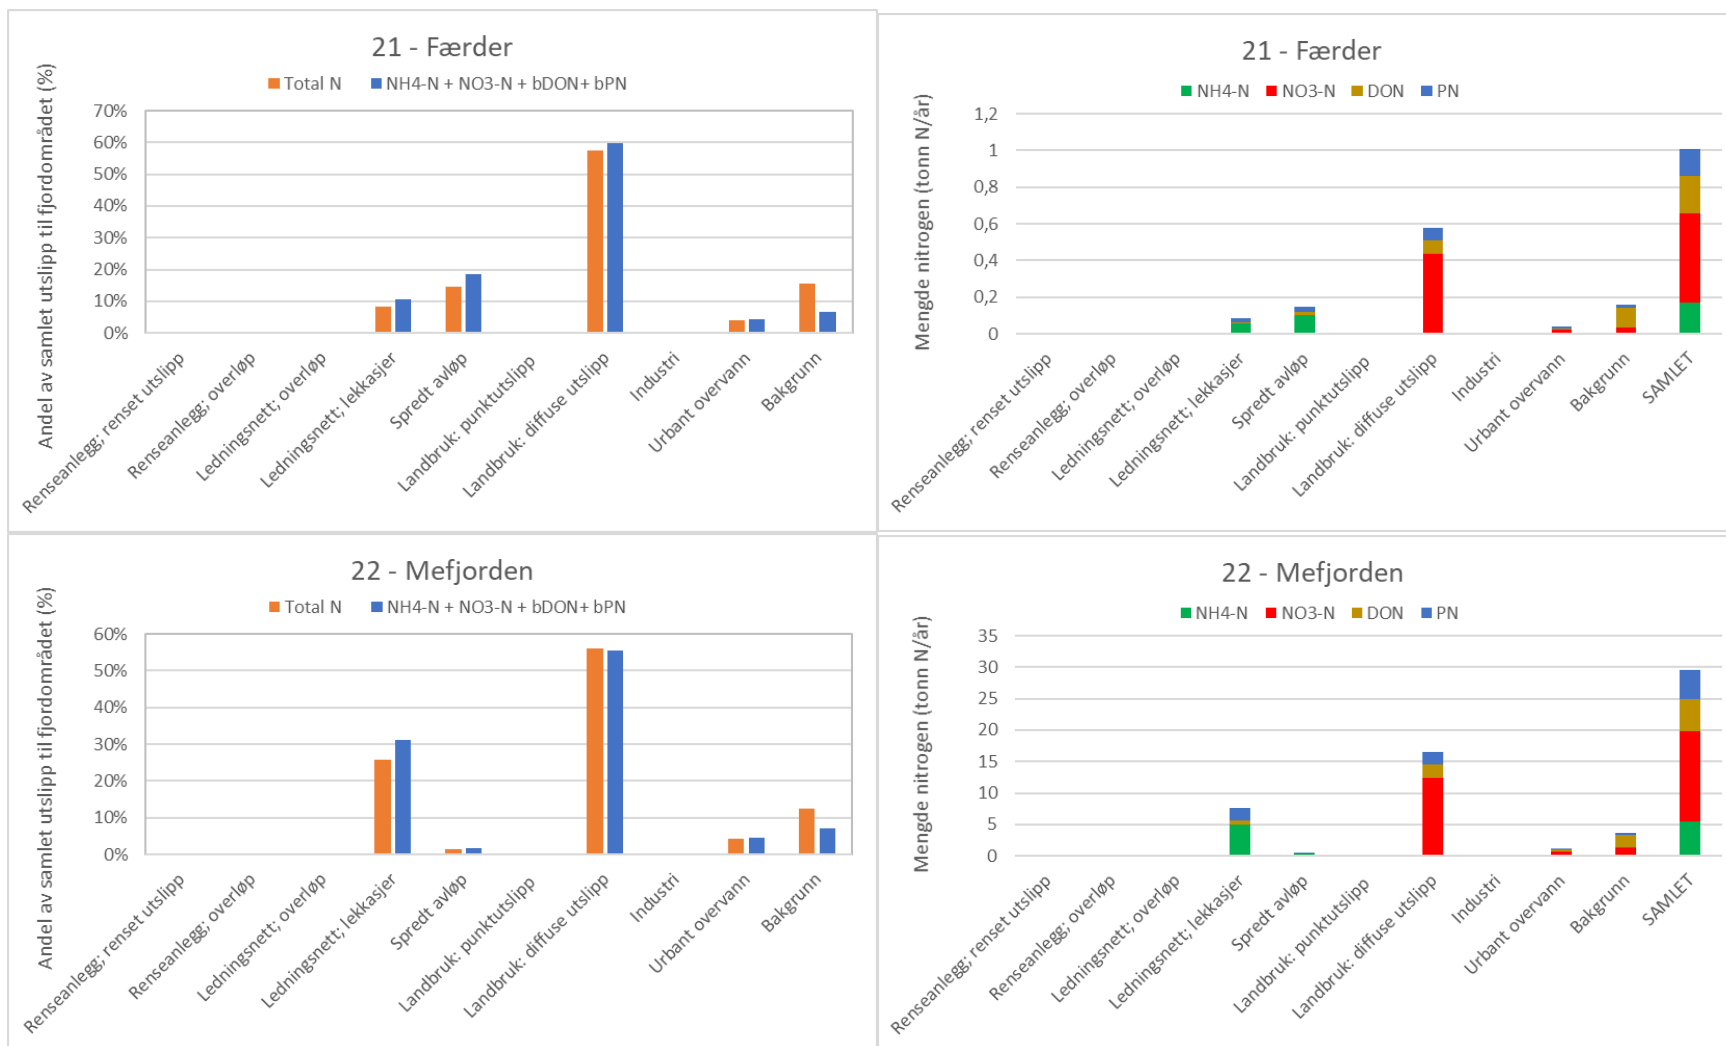 21 - Færder
Total N NH4-N + NO3-N + bDON+ bPN
Andel av samlet utslipp til fjordområdet (%)
70%
60%
50%
40%
30%
20%
10%
0%
Renseanlegg; renset utslipp
Renseanlegg; overløp
Ledningsnett; overløp
Ledningsnett; lekkasjer
Spredt avløp
Landbruk: punktutslipp
Landbruk: diffuse utslipp
Industri
Urbant overvann
Bakgrunn
21 - Færder
NH4-N NO3-N DON PN
Mengde nitrogen (tonn N/år)
1,2
1
0,8
0,6
0,4
0,2
0
Renseanlegg; renset utslipp
Renseanlegg; overløp
Ledningsnett; overløp
Ledningsnett; lekkasjer
Spredt avløp
Landbruk: punktutslipp
Landbruk: diffuse utslipp
Industri
Urbant overvann
Bakgrunn
SAMLET
22 - Mefjorden
Total N NH4-N + NO3-N + bDON+ bPN
Andel av samlet utslipp til fjordområdet (%)
60%
50%
40%
30%
20%
10%
0%
Renseanlegg; renset utslipp
Renseanlegg; overløp
Ledningsnett; overløp
Ledningsnett; lekkasjer
Spredt avløp
Landbruk: punktutslipp
Landbruk: diffuse utslipp
Industri
Urbant overvann
Bakgrunn
22 - Mefjorden
NH4-N NO3-N DON PN
Mengde nitrogen (tonn N/år)
35
30
25
20
15
10
5
0
Renseanlegg; renset utslipp
Renseanlegg; overløp
Ledningsnett; overløp
Ledningsnett; lekkasjer
Spredt avløp
Landbruk: punktutslipp
Landbruk: diffuse utslipp
Industri
Urbant overvann
Bakgrunn
SAMLET